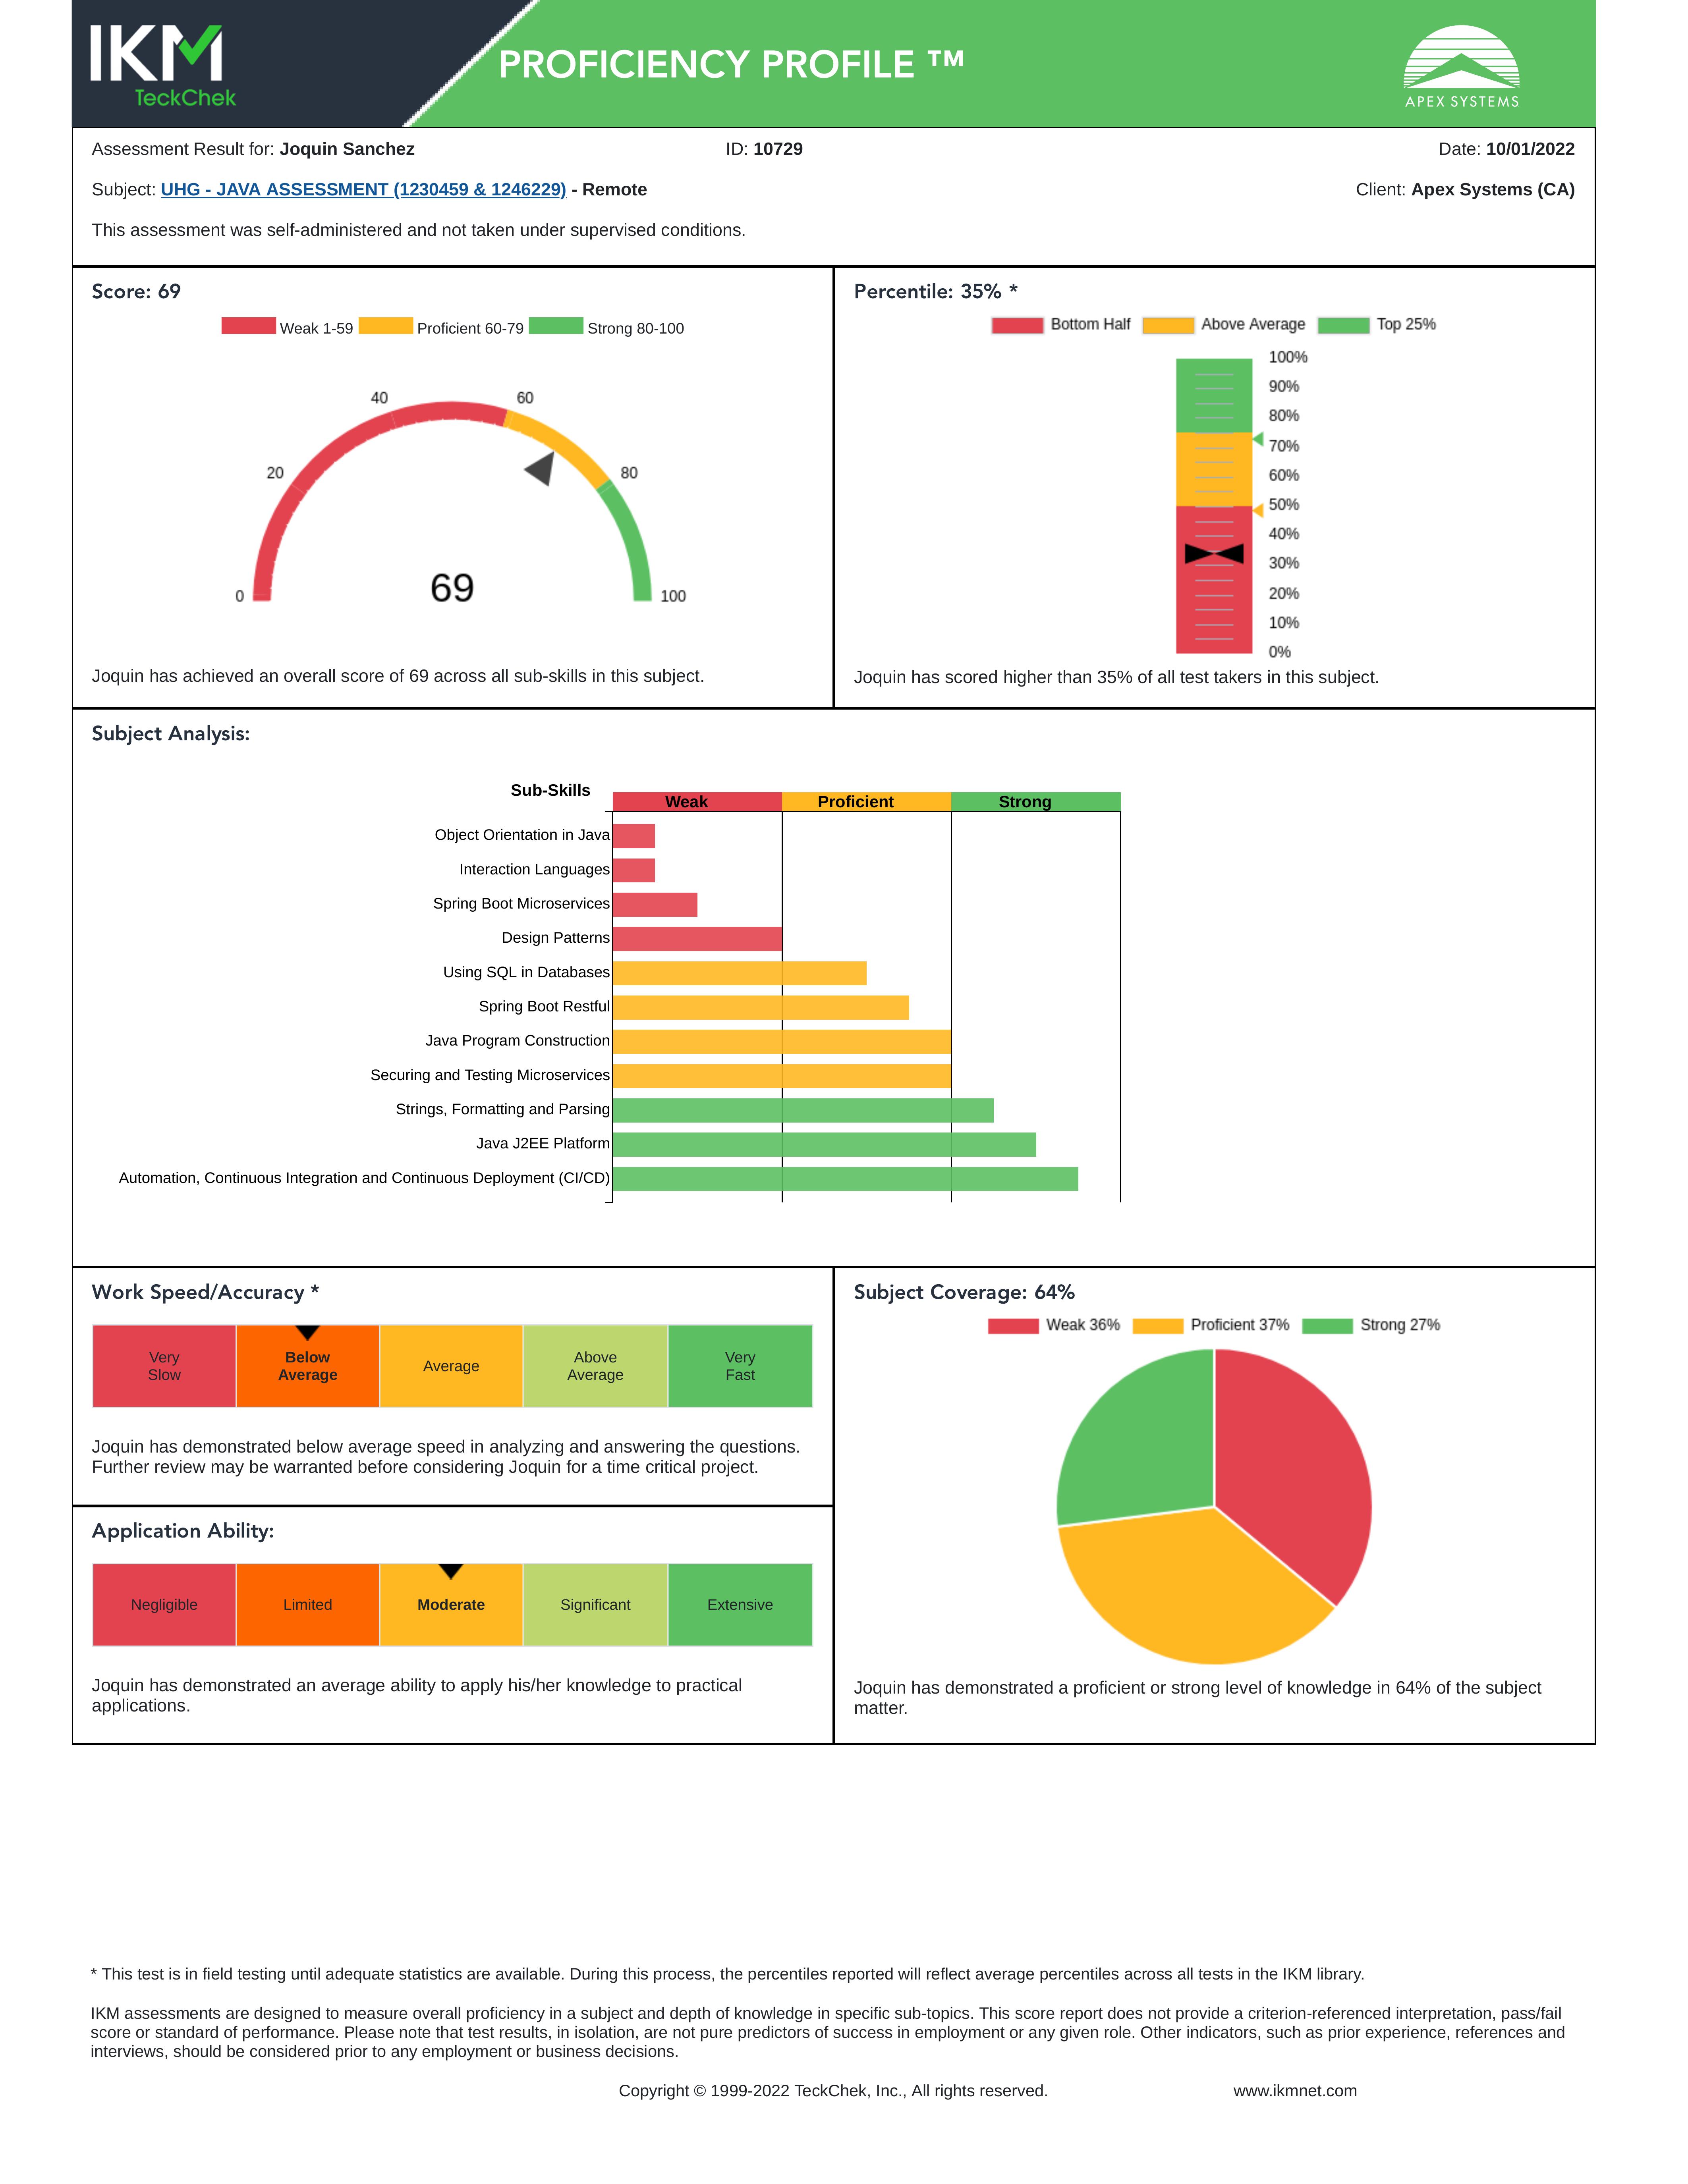 IKM
TeckChek
PROFICIENCY PROFILE ™
APEX SYSTEMS
Assessment Result for: Joquin Sanchez
ID: 10729
Date: 10/01/2022
Subject: UHG - JAVA ASSESSMENT (1230459 & 1246229) - Remote
Client: Apex Systems (CA)
This assessment was self-administered and not taken under supervised conditions.
Score: 69
Weak 1-59 Proficient 60-79 Strong 80-100
0
20
40
60
80
100
69
Joquin has achieved an overall score of 69 across all sub-skills in this subject.
Percentile: 35% *
Bottom Half Above Average Top 25%
100%
90%
80%
70%
60%
50%
40%
30%
20%
10%
0%
Joquin has scored higher than 35% of all test takers in this subject.
Subject Analysis:
Sub-Skills
Weak Proficient Strong
Object Orientation in Java
Interaction Languages
Spring Boot Microservices
Design Patterns
Using SQL in Databases
Spring Boot Restful
Java Program Construction
Securing and Testing Microservices
Strings, Formatting and Parsing
Java J2EE Platform
Automation, Continuous Integration and Continuous Deployment (CI/CD)
Work Speed/Accuracy *
Very
Slow
Below
Average
Average
Above
Average
Very
Fast
Joquin has demonstrated below average speed in analyzing and answering the questions.
Further review may be warranted before considering Joquin for a time critical project.
Application Ability:
Negligible
Limited
Moderate
Significant
Extensive
Joquin has demonstrated an average ability to apply his/her knowledge to practical
applications.
Subject Coverage: 64%
Weak 36% Proficient 37% Strong 27%
Joquin has demonstrated a proficient or strong level of knowledge in 64% of the subject
matter.
* This test is in field testing until adequate statistics are available. During this process, the percentiles reported will reflect average percentiles across all tests in the IKM library.
IKM assessments are designed to measure overall proficiency in a subject and depth of knowledge in specific sub-topics. This score report does not provide a criterion-referenced interpretation, pass/fail
score or standard of performance. Please note that test results, in isolation, are not pure predictors of success in employment or any given role. Other indicators, such as prior experience, references and
interviews, should be considered prior to any employment or business decisions.
Copyright © 1999-2022 TeckChek, Inc., All rights reserved.
www.ikmnet.com